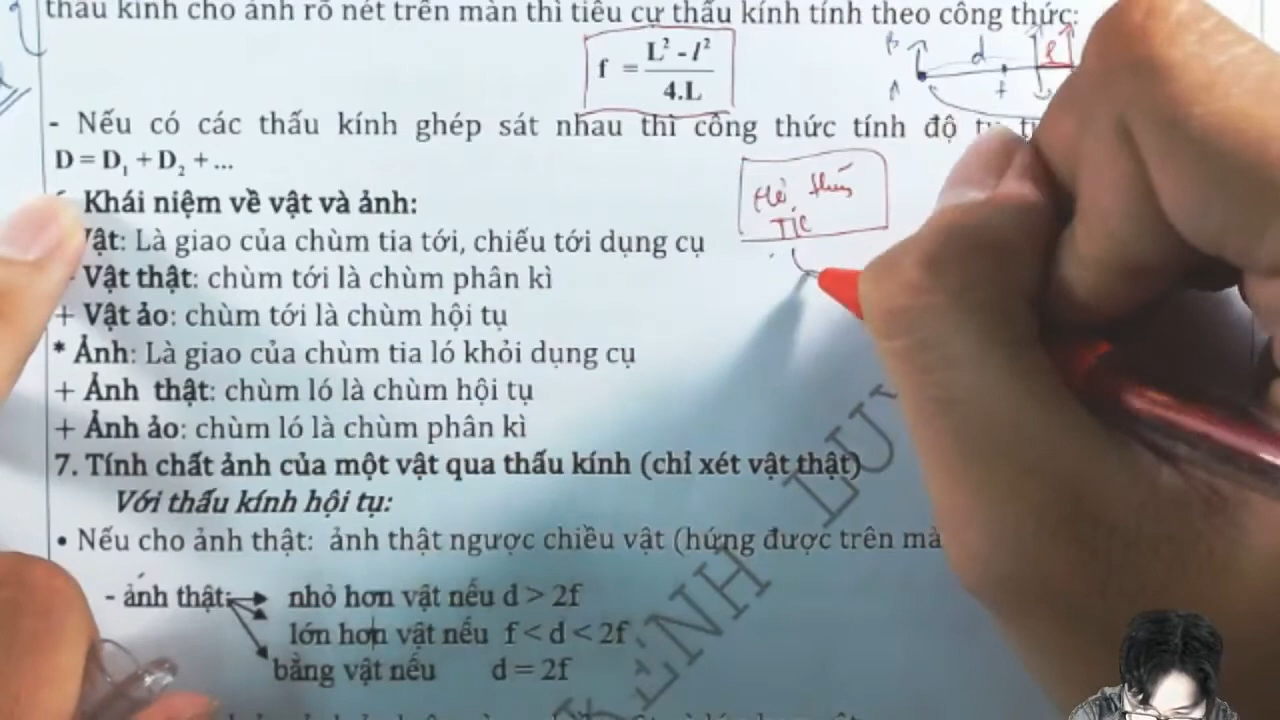 thấu kính cho ảnh rõ nét trên màn thì tiêu cự thấu kính tính theo công thức:
f = L² - l² / 4.L
d l
- Nếu có các thấu kính ghép sát nhau thì công thức tính độ tụ
D = D₁ + D₂ + ...
Khái niệm về vật và ảnh:
Vật: Là giao của chùm tia tới, chiếu tới dụng cụ
Vật thật: chùm tới là chùm phân kì
+ Vật ảo: chùm tới là chùm hội tụ
* Ảnh: Là giao của chùm tia ló khỏi dụng cụ
+ Ảnh thật: chùm ló là chùm hội tụ
+ Ảnh ảo: chùm ló là chùm phân kì
7. Tính chất ảnh của một vật qua thấu kính (chỉ xét vật thật)
Với thấu kính hội tụ:
• Nếu cho ảnh thật: ảnh thật ngược chiều vật (hứng được trên
- ảnh thật: nhỏ hơn vật nếu d > 2f
lớn hơn vật nếu f < d < 2f
bằng vật nếu d = 2f
KÊNH LUY